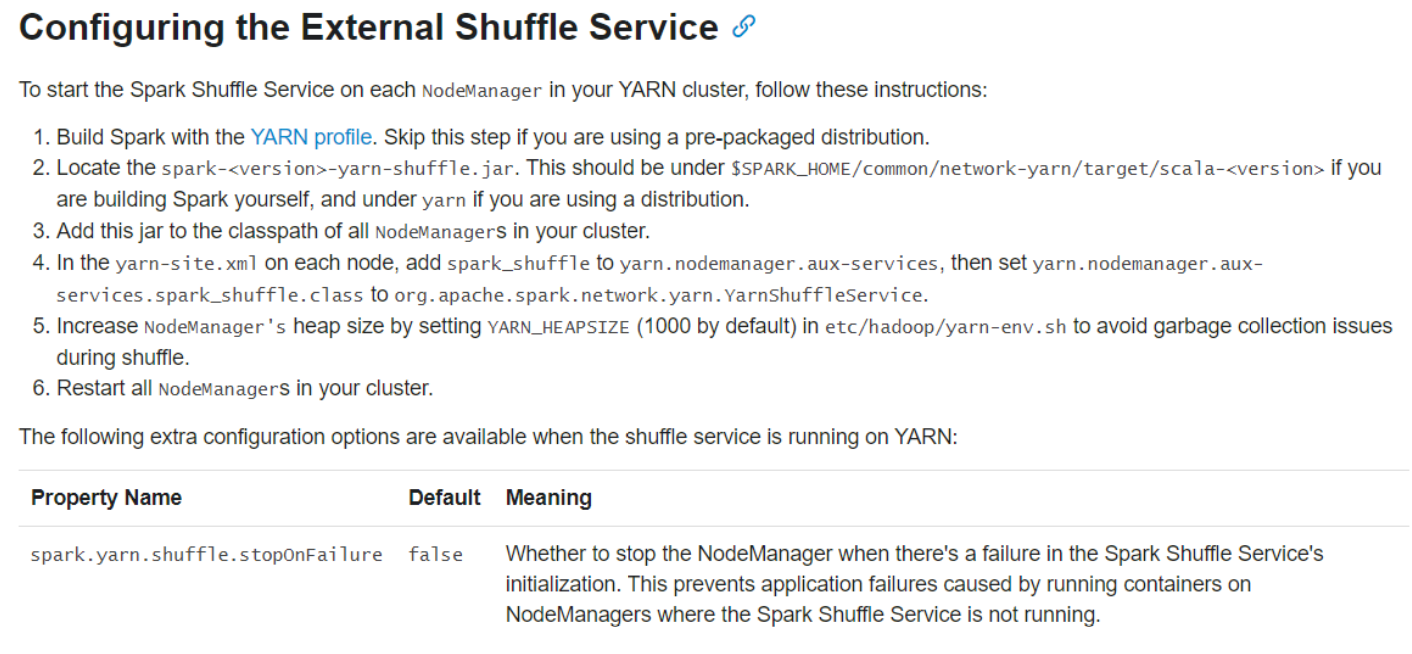 Configuring the External Shuffle Service
To start the Spark Shuffle Service on each NodeManager in your YARN cluster, follow these instructions:
1. Build Spark with the YARN profile. Skip this step if you are using a pre-packaged distribution.
2. Locate the spark-<version>-yarn-shuffle.jar. This should be under $SPARK_HOME/common/network-yarn/target/scala-<version> if you
are building Spark yourself, and under yarn if you are using a distribution.
3. Add this jar to the classpath of all NodeManagers in your cluster.
4. In the yarn-site.xml on each node, add spark_shuffle to yarn.nodemanager.aux-services, then set yarn.nodemanager.aux-
services.spark_shuffle.class to org.apache.spark.network.yarn.YarnShuffleService.
5. Increase NodeManager's heap size by setting YARN_HEAPSIZE (1000 by default) in etc/hadoop/yarn-env.sh to avoid garbage collection issues
during shuffle.
6. Restart all NodeManagers in your cluster.
The following extra configuration options are available when the shuffle service is running on YARN:
Property Name Default Meaning
spark.yarn.shuffle.stopOnFailure false Whether to stop the NodeManager when there's a failure in the Spark Shuffle Service's
initialization. This prevents application failures caused by running containers on
NodeManagers where the Spark Shuffle Service is not running.